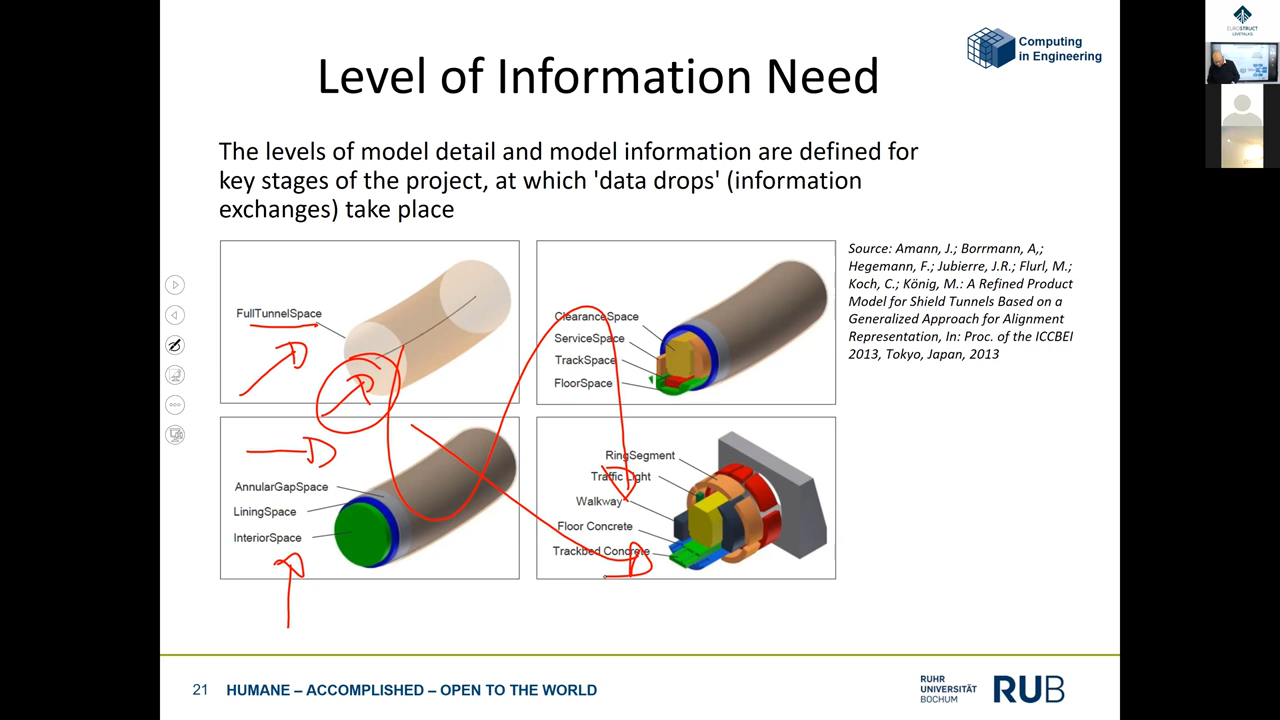 Level of Information Need
Computing
in Engineering
EUROSTRUCT
The levels of model detail and model information are defined for
key stages of the project, at which 'data drops' (information
exchanges) take place
FullTunnelSpace
ClearanceSpace
ServiceSpace
TrackSpace
FloorSpace
Source: Amann, J.; Borrmann, A,;
Hegemann, F.; Jubierre, J.R.; Flurl, M.;
Koch, C.; König, M.: A Refined Product
Model for Shield Tunnels Based on a
Generalized Approach for Alignment
Representation, In: Proc. of the ICCBEI
2013, Tokyo, Japan, 2013
AnnularGapSpace
LiningSpace
InteriorSpace
RingSegment
Traffic Light
Walkway
Floor Concrete
Trackbed Concrete
21 HUMANE – ACCOMPLISHED – OPEN TO THE WORLD
RUHR
UNIVERSITÄT
BOCHUM
RUB